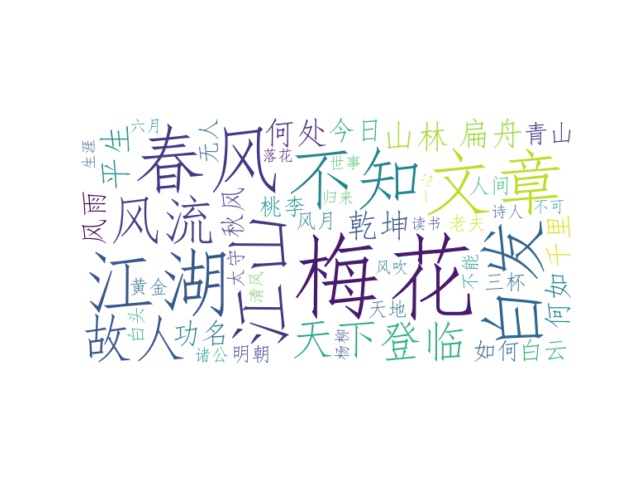 六月
生涯
平生
春风
无人
何处
落花
今日
世事
山林
扁舟
青山
不知
文章
人间
风雨
风流
秋风
桃李
归来
风月
乾坤
读书
老夫
诗人
不可
千里
江湖
黄金
太守
清风
江山
梅花
风吹
天地
不能
三杯
白发
何如
故人
白头
功名
诸公
明朝
天下
杨柳
登临
如何
白云